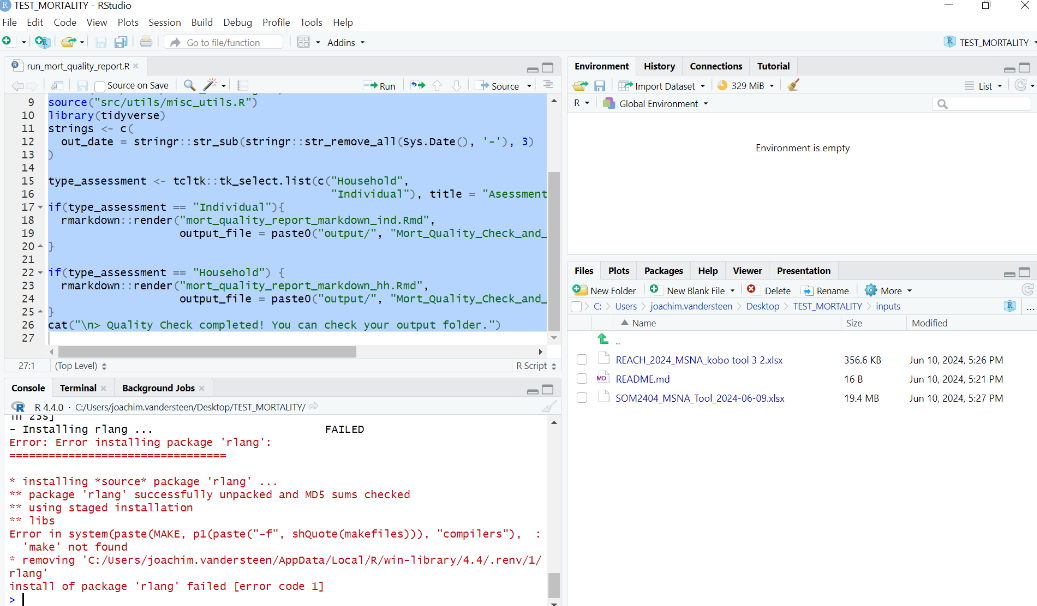 TEST_MORTALITY - RStudio
File Edit Code View Plots Session Build Debug Profile Tools Help
Go to file/function
Addins
TEST_MORTALITY
run_mort_quality_report.R
Source on Save
Run
Source
9 source("src/utils/misc_utils.R")
10 library(tidyverse)
11 strings <- c(
12 out_date = stringr::str_sub(stringr::str_remove_all(Sys.Date(), '-'), 3)
13 )
14
15 type_assessment <- tcltk::tk_select.list(c("Household",
16 "Individual"), title = "Asessment
17 if(type_assessment == "Individual"){
18 rmarkdown::render("mort_quality_report_markdown_ind.Rmd",
19 output_file = paste0("output/", "Mort_Quality_Check_and_
20 }
21
22 if(type_assessment == "Household") {
23 rmarkdown::render("mort_quality_report_markdown_hh.Rmd",
24 output_file = paste0("output/", "Mort_Quality_Check_and_
25 }
26 cat("\n> Quality Check completed! You can check your output folder.")
27
27:1 (Top Level) R Script
Console Terminal Background Jobs
R 4.4.0 · C:/Users/joachim.vandersteen/Desktop/TEST_MORTALITY/
in 23s]
- Installing rlang ... FAILED
Error: Error installing package 'rlang':
================================
* installing *source* package 'rlang' ...
** package 'rlang' successfully unpacked and MD5 sums checked
** using staged installation
** libs
Error in system(paste(MAKE, p1(paste("-f", shQuote(makefiles))), "compilers"), :
'make' not found
* removing 'C:/Users/joachim.vandersteen/AppData/Local/R/win-library/4.4/.renv/1/
rlang'
install of package 'rlang' failed [error code 1]
>
Environment History Connections Tutorial
Import Dataset 329 MiB List
R Global Environment
Environment is empty
Files Plots Packages Help Viewer Presentation
New Folder New Blank File Delete Rename More
C: Users joachim.vandersteen Desktop TEST_MORTALITY inputs
Name Size Modified
..
REACH_2024_MSNA_kobo tool 3 2.xlsx 356.6 KB Jun 10, 2024, 5:26 PM
README.md 16 B Jun 10, 2024, 5:21 PM
SOM2404_MSNA_Tool_2024-06-09.xlsx 19.4 MB Jun 10, 2024, 5:27 PM